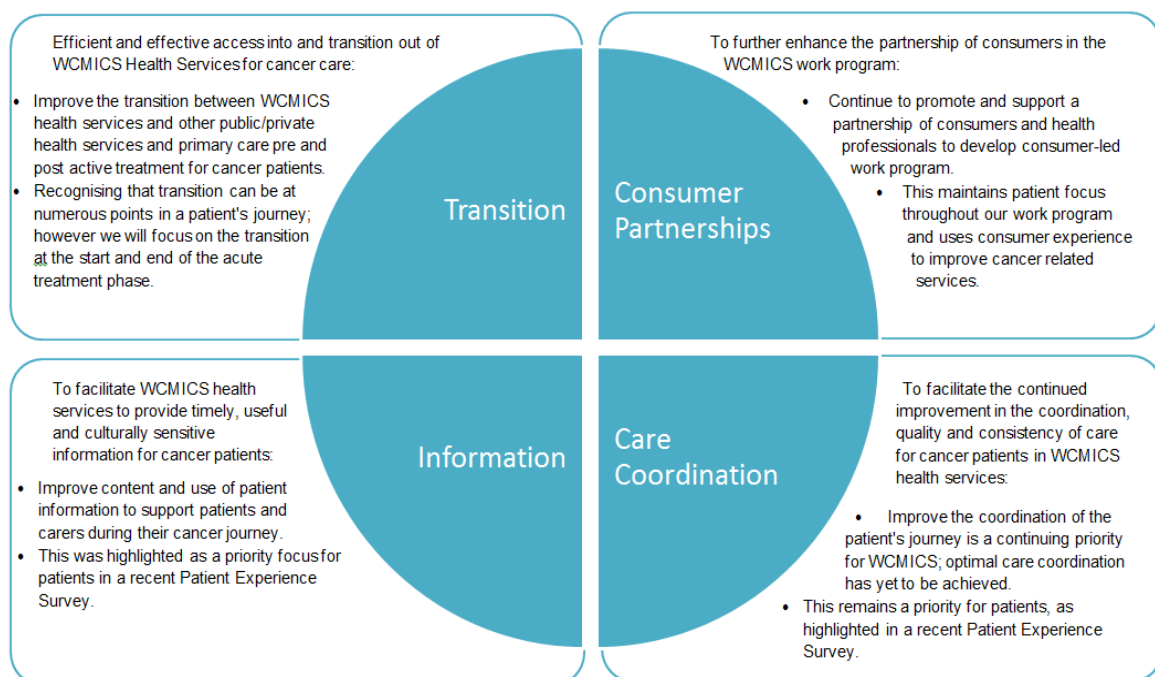 Efficient and effective access into and transition out of
WCMICS Health Services for cancer care:
• Improve the transition between WCMICS
health services and other public/private
health services and primary care pre and
post active treatment for cancer patients.
• Recognising that transition can be at
numerous points in a patient's journey;
however we will focus on the transition
at the start and end of the acute
treatment phase.
Transition
To further enhance the partnership of consumers in the
WCMICS work program:
• Continue to promote and support a
partnership of consumers and health
professionals to develop consumer-led
work program.
• This maintains patient focus
throughout our work program
and uses consumer experience
to improve cancer related
services.
Consumer
Partnerships
To facilitate WCMICS health
services to provide timely, useful
and culturally sensitive
information for cancer patients:
• Improve content and use of patient
information to support patients and
carers during their cancer journey.
• This was highlighted as a priority focus for
patients in a recent Patient Experience
Survey.
Information
Care
Coordination
To facilitate the continued
improvement in the coordination,
quality and consistency of care
for cancer patients in WCMICS
health services:
• Improve the coordination of the
patient's journey is a continuing priority
for WCMICS; optimal care coordination
has yet to be achieved.
• This remains a priority for patients, as
highlighted in a recent Patient Experience
Survey.